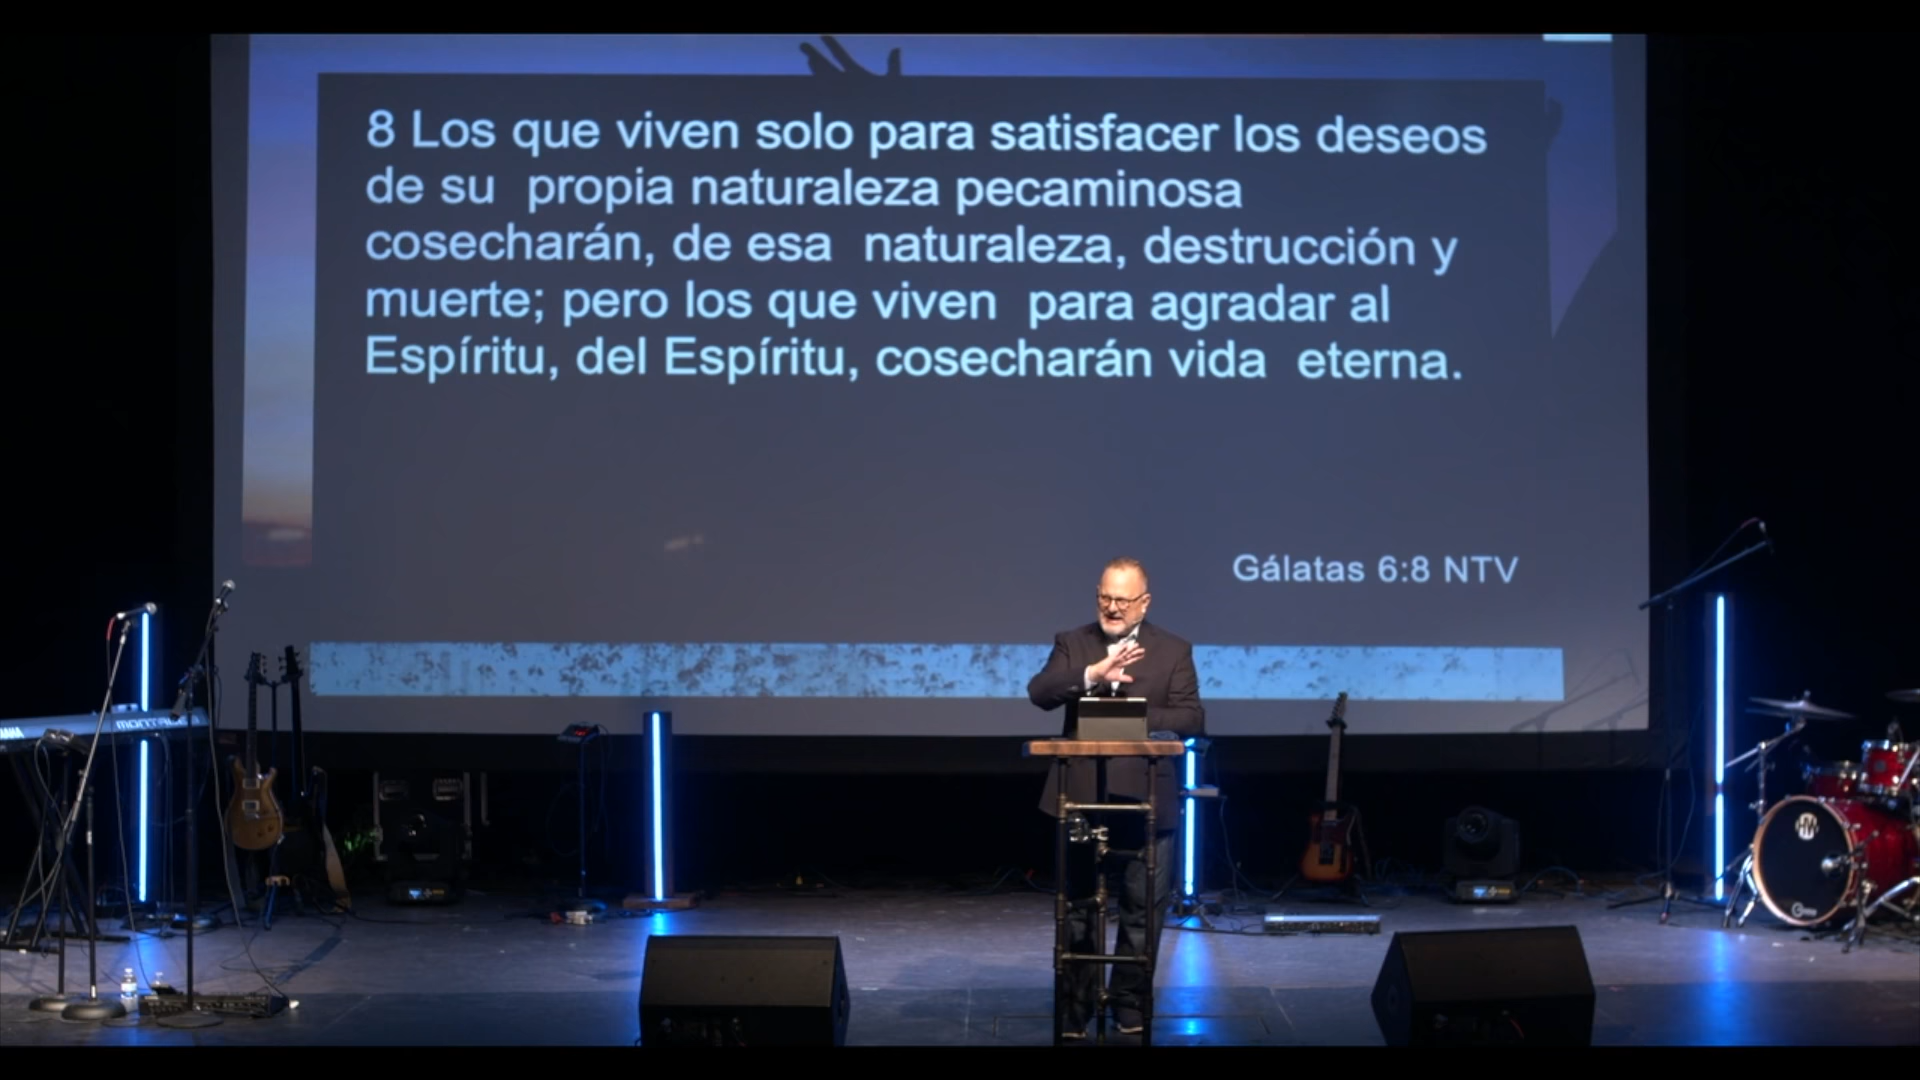 8 Los que viven solo para satisfacer los deseos
de su propia naturaleza pecaminosa
cosecharán, de esa naturaleza, destrucción y
muerte; pero los que viven para agradar al
Espíritu, del Espíritu, cosecharán vida eterna.
Gálatas 6:8 NTV